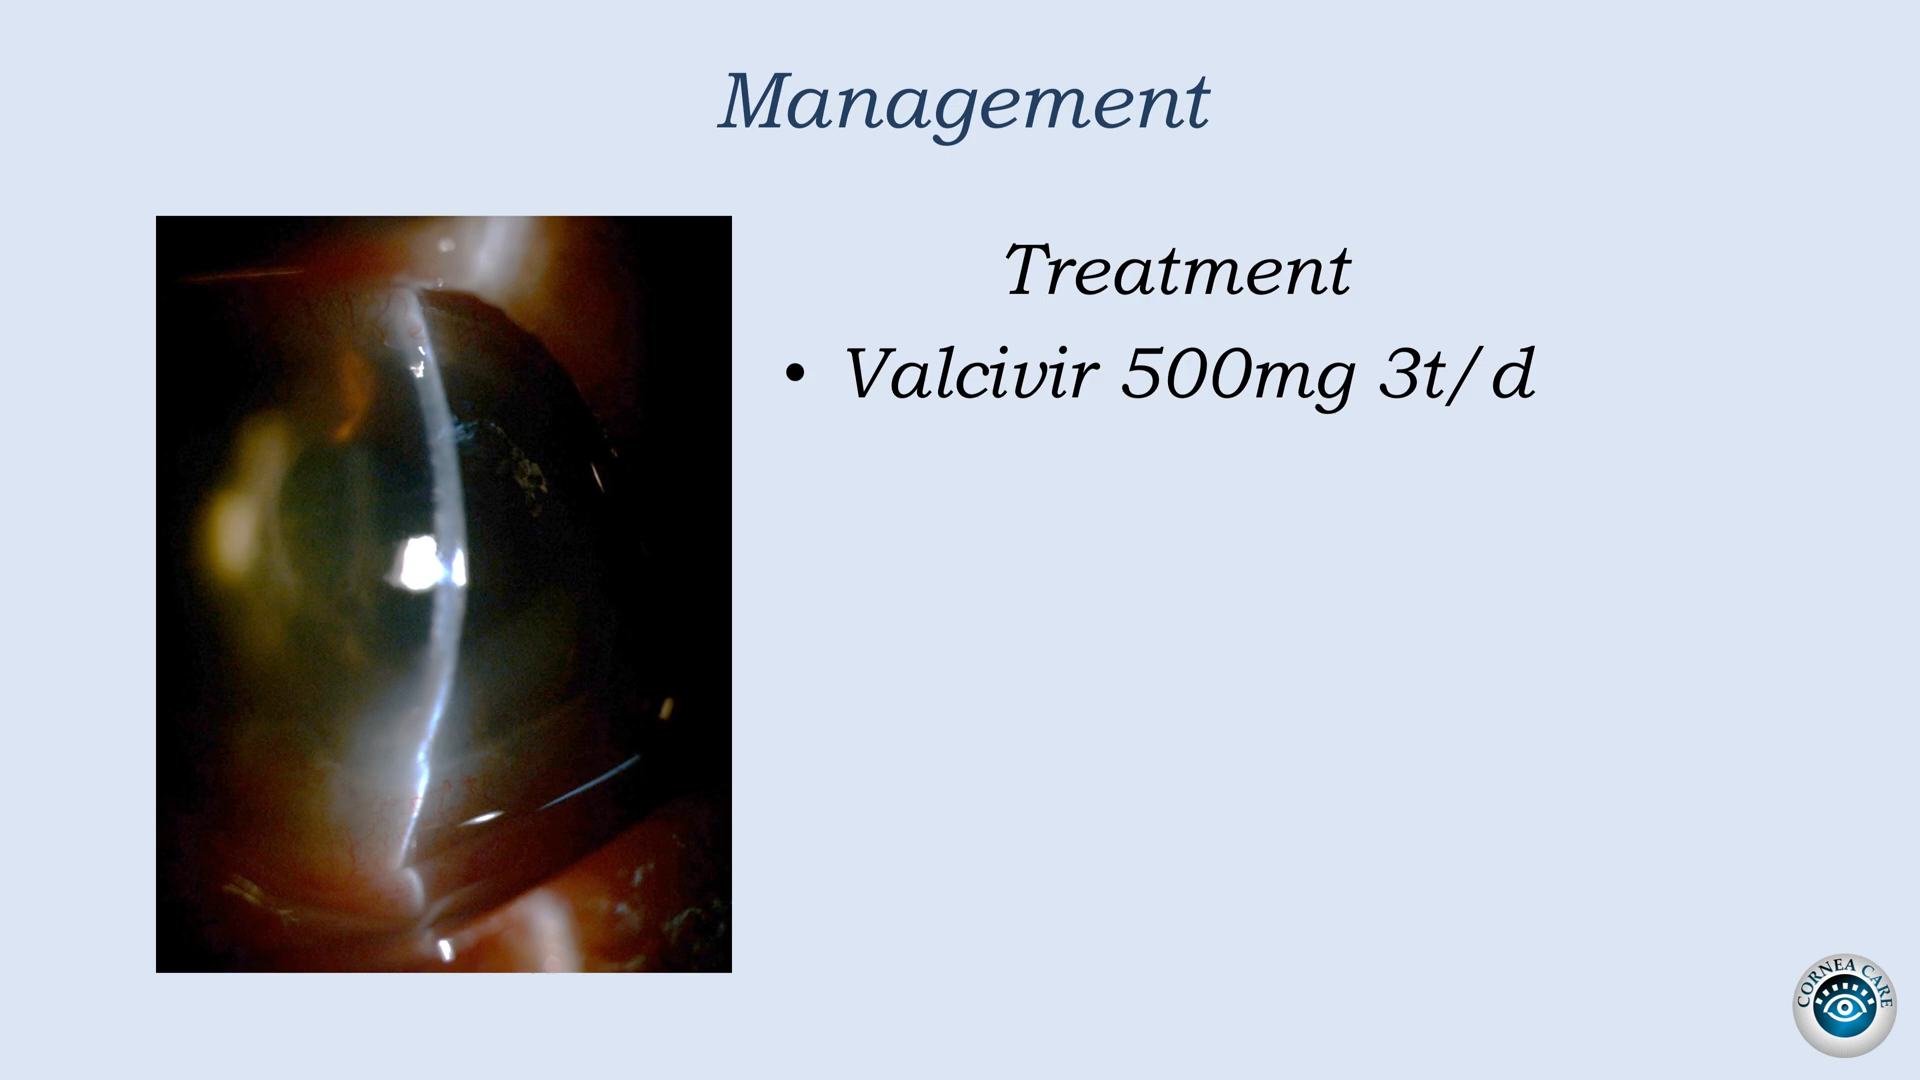 Management
Treatment
• Valcivir 500mg 3t/d
CORNEA CARE